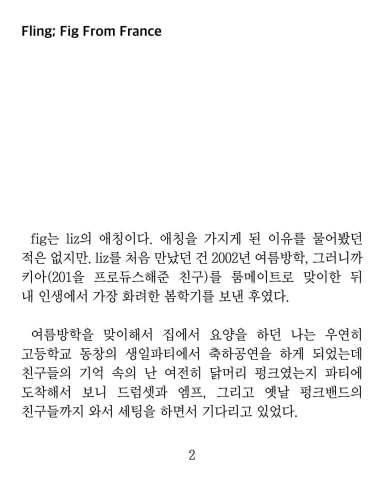 Fling; Fig From France
fig는 liz의 애칭이다. 애칭을 가지게 된 이유를 물어봤던
적은 없지만. liz를 처음 만났던 건 2002년 여름방학, 그러니까
키아(201을 프로듀스해준 친구)를 룸메이트로 맞이한 뒤
내 인생에서 가장 화려한 봄학기를 보낸 후였다.
여름방학을 맞이해서 집에서 요양을 하던 나는 우연히
고등학교 동창의 생일파티에서 축하공연을 하게 되었는데
친구들의 기억 속의 난 여전히 닭머리 펑크였는지 파티에
도착해서 보니 드럼셋과 엠프, 그리고 옛날 펑크밴드의
친구들까지 와서 세팅을 하면서 기다리고 있었다.
2